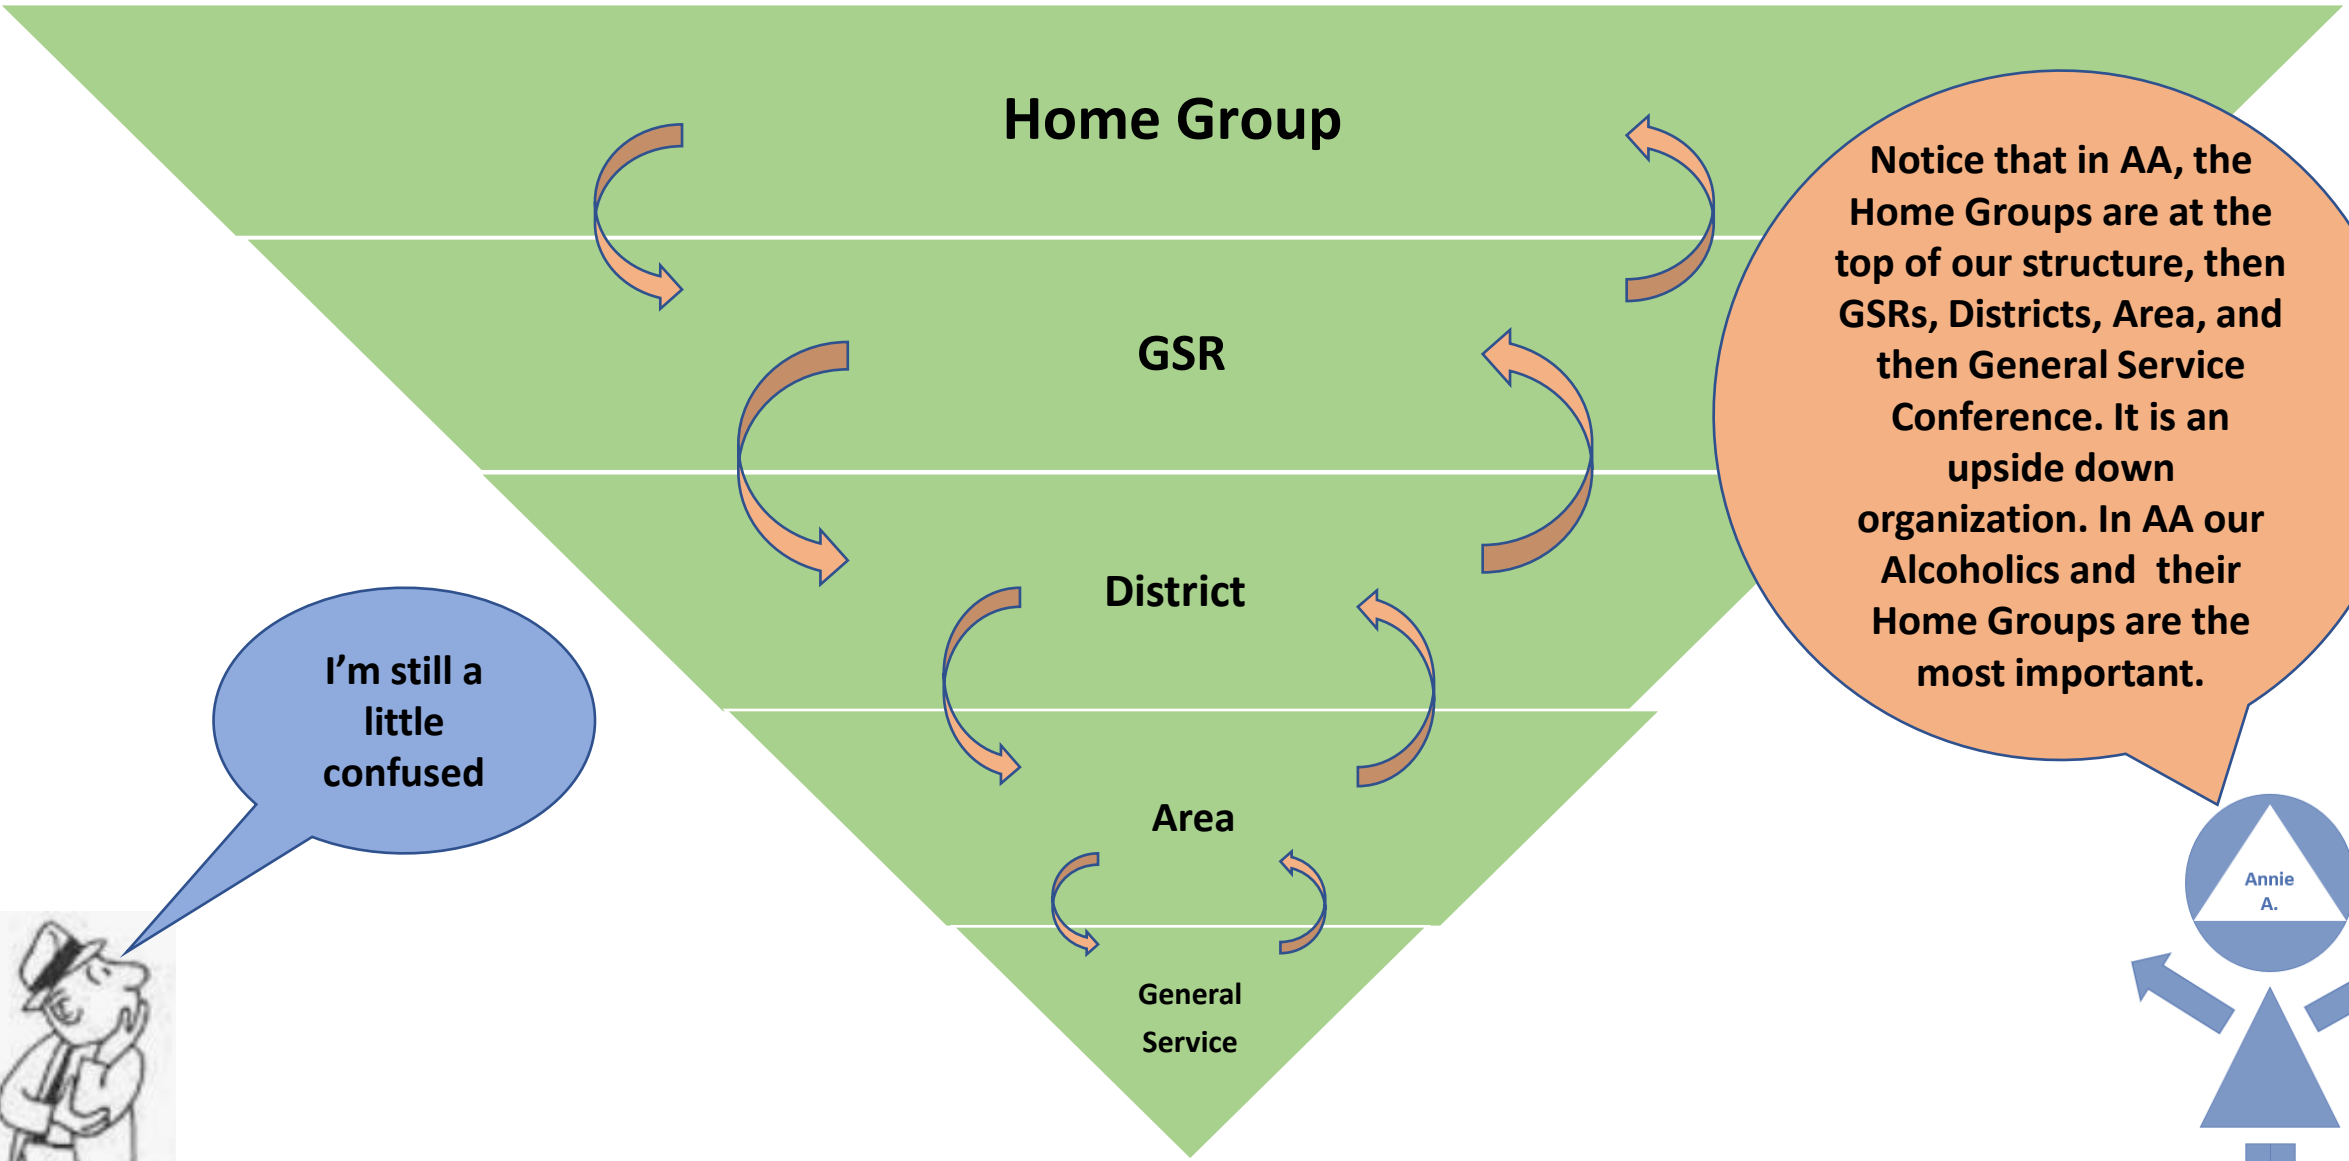 Home Group
GSR
District
Area
General
Service
Notice that in AA, the
Home Groups are at the
top of our structure, then
GSRs, Districts, Area, and
then General Service
Conference. It is an
upside down
organization. In AA our
Alcoholics and  their
Home Groups are the
most important.
I’m still a
little
confused
Annie
A.